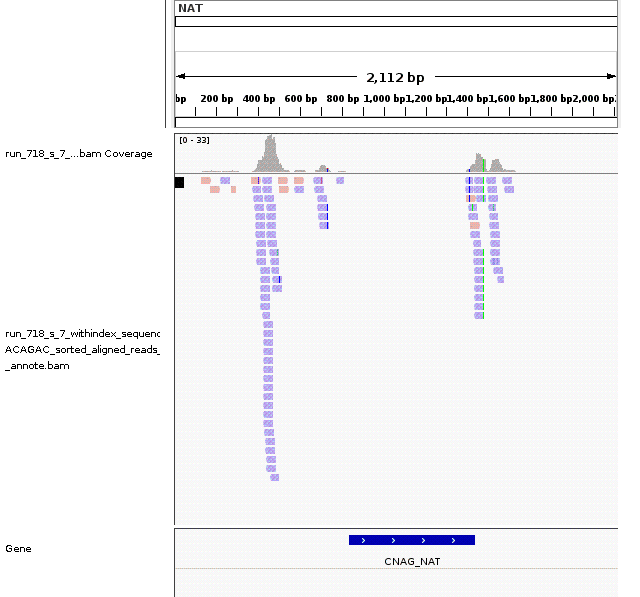 NAT
2,112 bp
bp 200 bp 400 bp 600 bp 800 bp 1,000 bp 1,200 bp 1,400 bp 1,600 bp 1,800 bp 2,000 bp
run_718_s_7_...bam Coverage
[0 - 33]
run_718_s_7_withindex_sequenc
ACAGAC_sorted_aligned_reads_
_annote.bam
Gene
CNAG_NAT